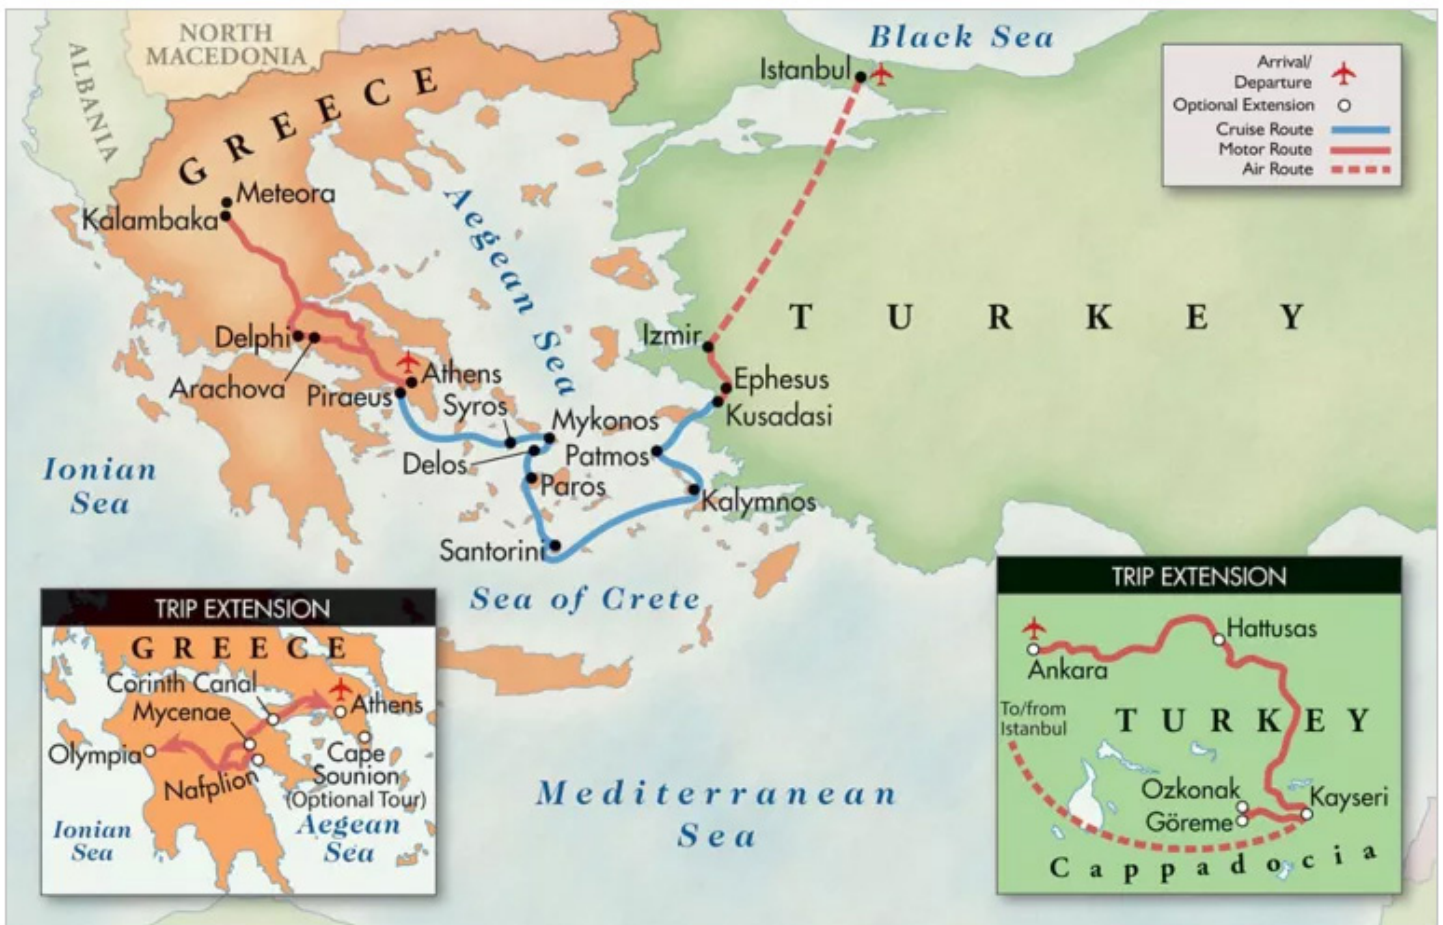 NORTH
MACEDONIA
ALBANIA
GREECE
Black Sea
Istanbul
Arrival/
Departure
Optional Extension
Cruise Route
Motor Route
Air Route
Meteora
Kalambaka
Aegean Sea
TURKEY
Delphi
Arachova
Izmir
Athens
Piraeus
Syros
Ephesus
Kusadasi
Mykonos
Delos
Patmos
Paros
Kalymnos
Ionian
Sea
Santorini
Sea of Crete
Mediterranean
Sea
TRIP EXTENSION
GREECE
Corinth Canal
Mycenae
Athens
Olympia
Nafplion
Cape
Sounion
(Optional Tour)
Ionian
Sea
Aegean
Sea
TRIP EXTENSION
Hattusas
Ankara
To/from
Istanbul
TURKEY
Ozkonak
Göreme
Kayseri
Cappadocia